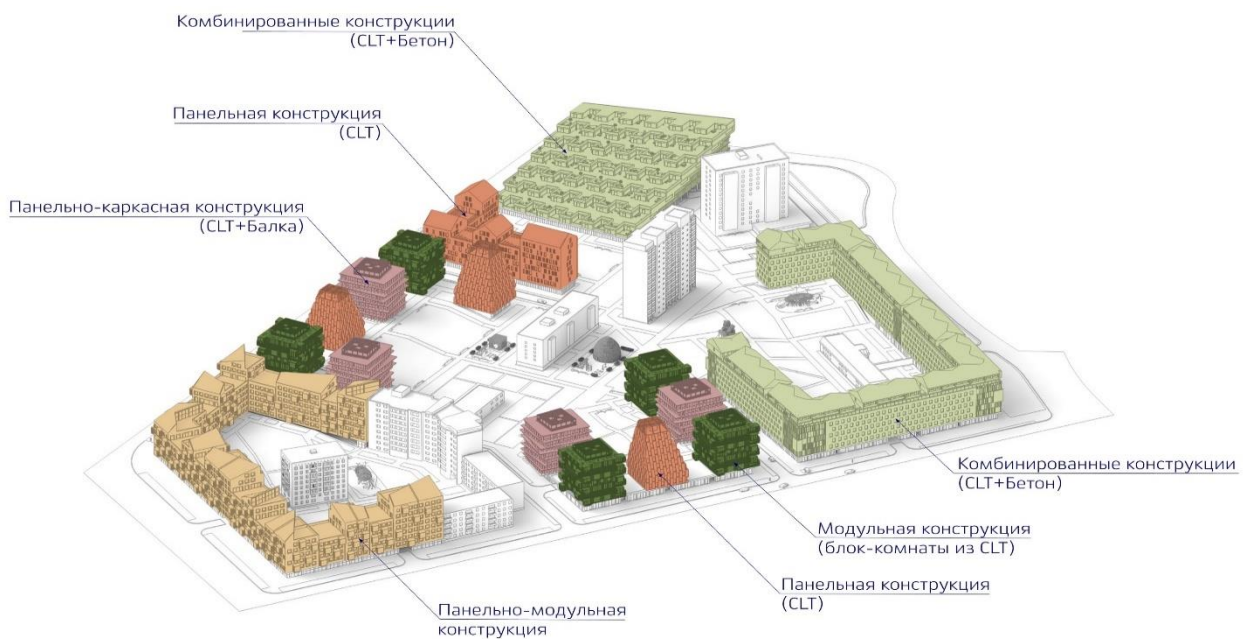 Комбинированные конструкции
(CLT+Бетон)
Панельная конструкция
(CLT)
Панельно-каркасная конструкция
(CLT+Балка)
Комбинированные конструкции
(CLT+Бетон)
Модульная конструкция
(блок-комнаты из CLT)
Панельная конструкция
(CLT)
Панельно-модульная
конструкция